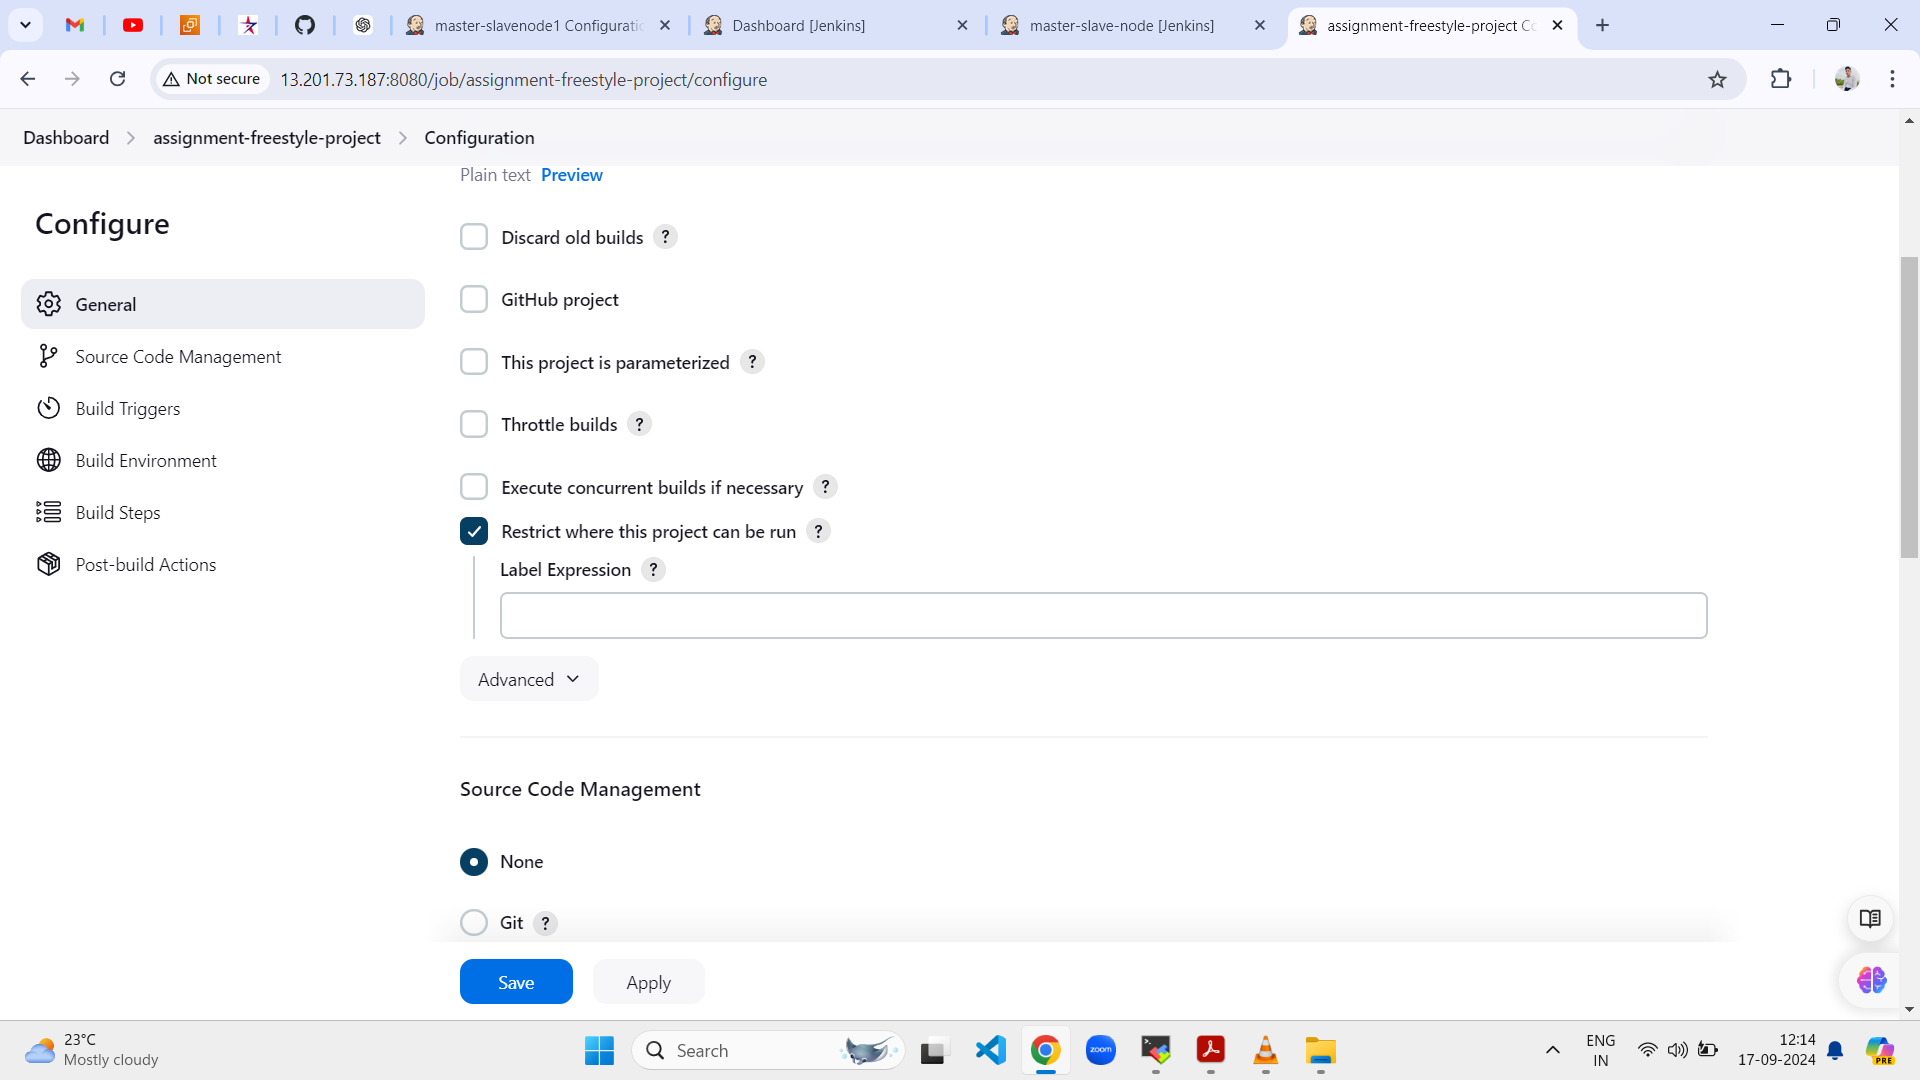 master-slavenode1 Configuratio
Dashboard [Jenkins]
master-slave-node [Jenkins]
assignment-freestyle-project Co
Not secure
13.201.73.187:8080/job/assignment-freestyle-project/configure
Dashboard
assignment-freestyle-project
Configuration
Plain text Preview
Configure
General
Source Code Management
Build Triggers
Build Environment
Build Steps
Post-build Actions
Discard old builds ?
GitHub project
This project is parameterized ?
Throttle builds ?
Execute concurrent builds if necessary ?
Restrict where this project can be run ?
Label Expression ?
Advanced
Source Code Management
None
Git ?
Save
Apply
23°C
Mostly cloudy
Search
zoom
ENG
IN
12:14
17-09-2024
PRE